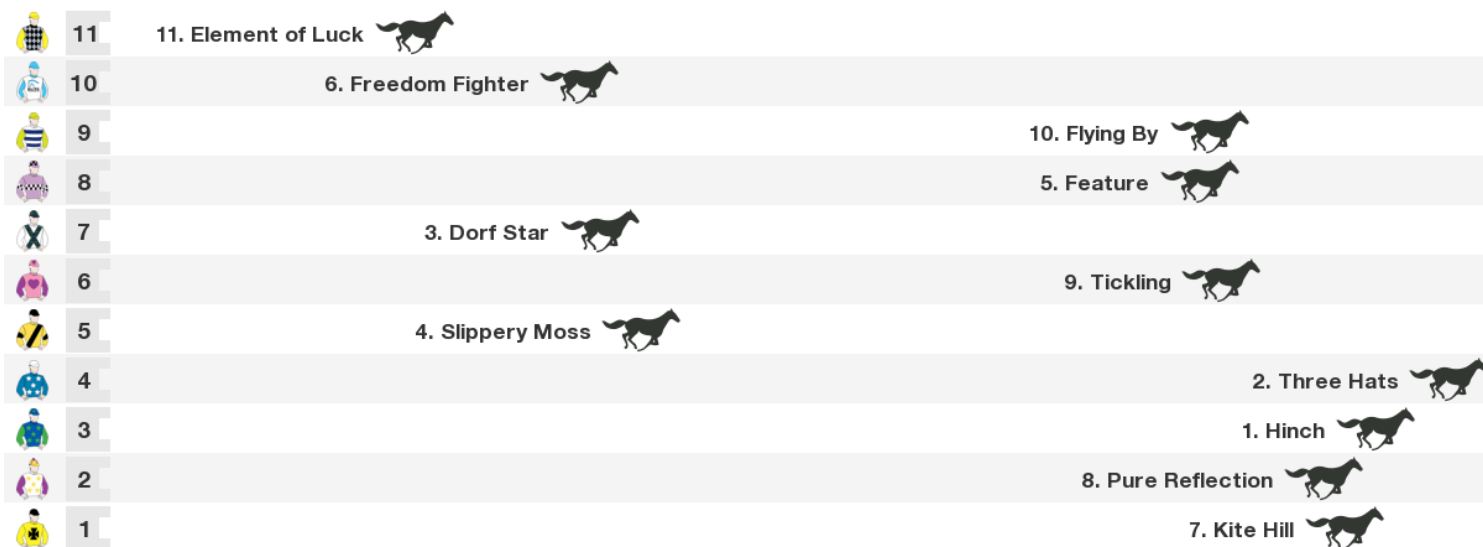 11 11. Element of Luck
10 6. Freedom Fighter
9 10. Flying By
8 5. Feature
7 3. Dorf Star
6 9. Tickling
5 4. Slippery Moss
4 2. Three Hats
3 1. Hinch
2 8. Pure Reflection
1 7. Kite Hill